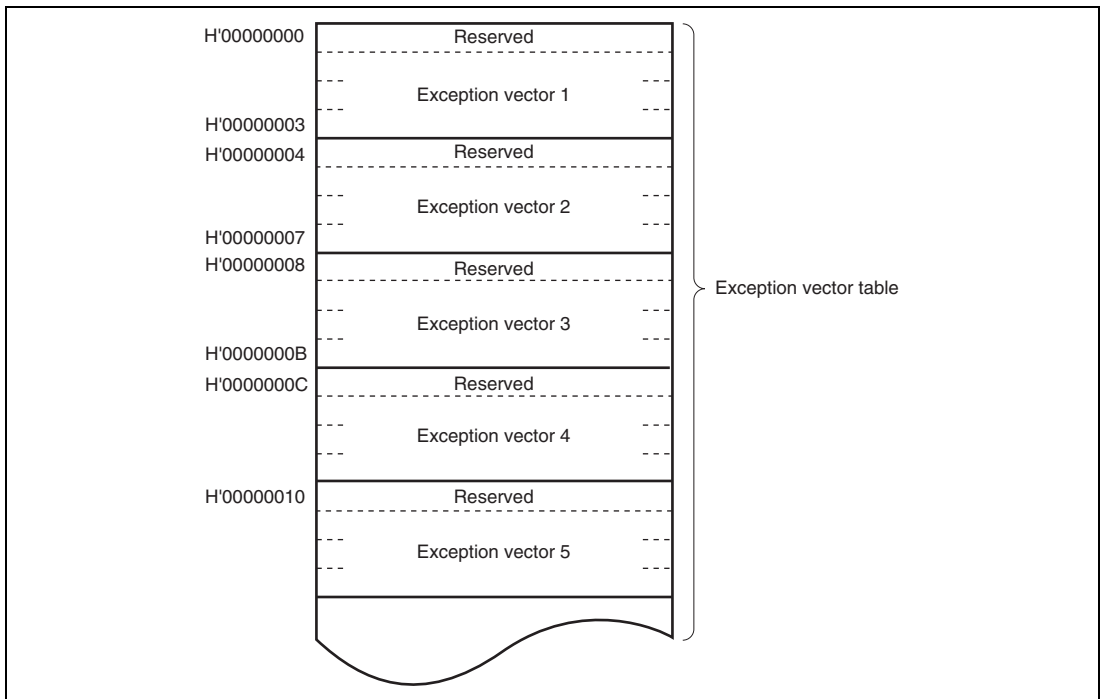 H'00000000 Reserved
Exception vector 1
H'00000003
H'00000004 Reserved
Exception vector 2
H'00000007
H'00000008 Reserved
Exception vector table
Exception vector 3
H'0000000B
H'0000000C Reserved
Exception vector 4
H'00000010 Reserved
Exception vector 5